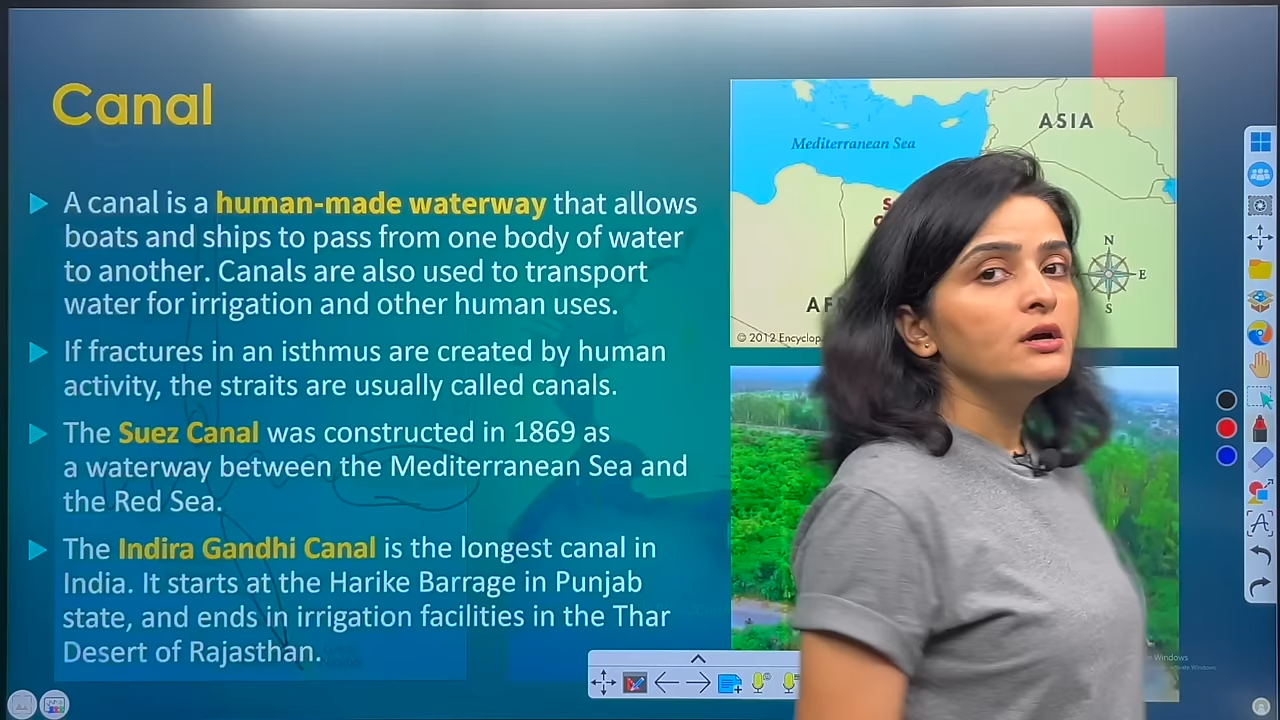 Canal
A canal is a human-made waterway that allows
boats and ships to pass from one body of water
to another. Canals are also used to transport
water for irrigation and other human uses.
If fractures in an isthmus are created by human
activity, the straits are usually called canals.
The Suez Canal was constructed in 1869 as
a waterway between the Mediterranean Sea and
the Red Sea.
The Indira Gandhi Canal is the longest canal in
India. It starts at the Harike Barrage in Punjab
state, and ends in irrigation facilities in the Thar
Desert of Rajasthan.
ASIA
Mediterranean Sea
N
E
S
AF
© 2012 Encyclop
Windows